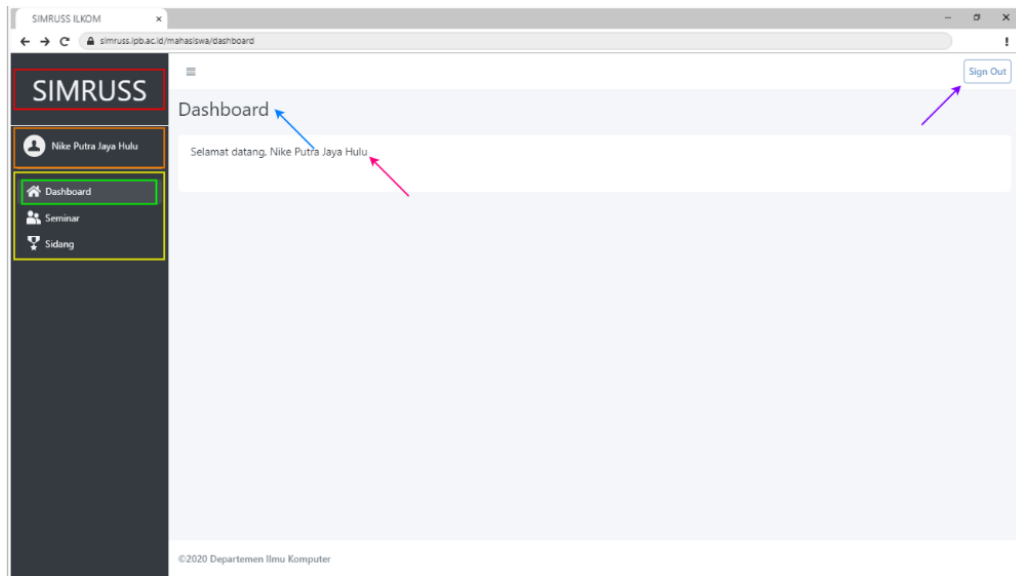 SIMRUSS ILKOM
simruss.ipb.ac.id/mahasiswa/dashboard
SIMRUSS
Sign Out
Dashboard
Nike Putra Jaya Hulu
Selamat datang, Nike Putra Jaya Hulu
Dashboard
Seminar
Sidang
©2020 Departemen Ilmu Komputer